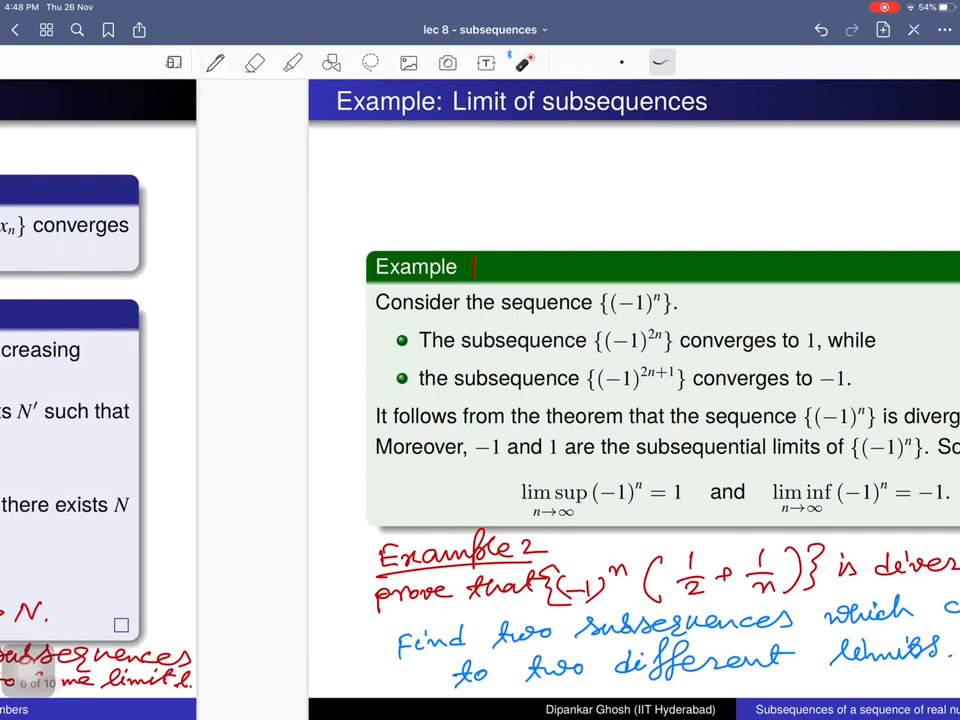 4:48 PM Thu 26 Nov
54%
lec 8 - subsequences
Example: Limit of subsequences
x_n} converges
creasing
N′ such that
there exists N
> N.
subsequences
me limit l.
6 of 10
Example 1
Consider the sequence {(−1)^n}.
The subsequence {(−1)^{2n}} converges to 1, while
the subsequence {(−1)^{2n+1}} converges to −1.
It follows from the theorem that the sequence {(−1)^n} is diverg
Moreover, −1 and 1 are the subsequential limits of {(−1)^n}. So
lim sup_{n→∞} (−1)^n = 1 and lim inf_{n→∞} (−1)^n = −1.
Example 2
prove that {(−1)^n (1/2 + 1/n)} is diver
Find two subsequences which c
to two different limits.
mbers
Dipankar Ghosh (IIT Hyderabad)
Subsequences of a sequence of real nu